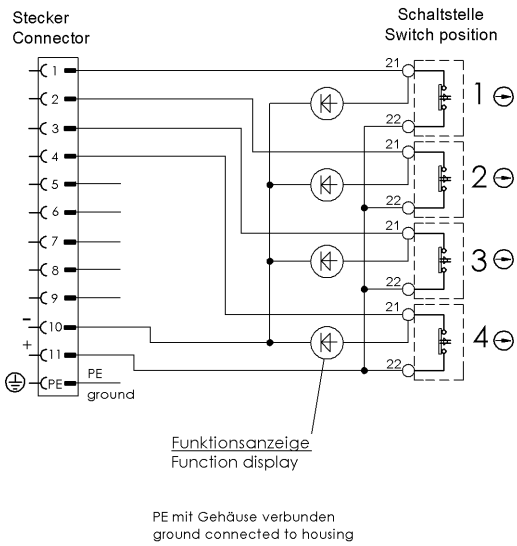 Stecker
Connector
Schaltstelle
Switch position
1
21
1
2
22
21
3
2
4
22
5
21
6
3
7
22
8
21
9
4
- 10
+ 11
22
PE
PE
ground
Funktionsanzeige
Function display
PE mit Gehäuse verbunden
ground connected to housing